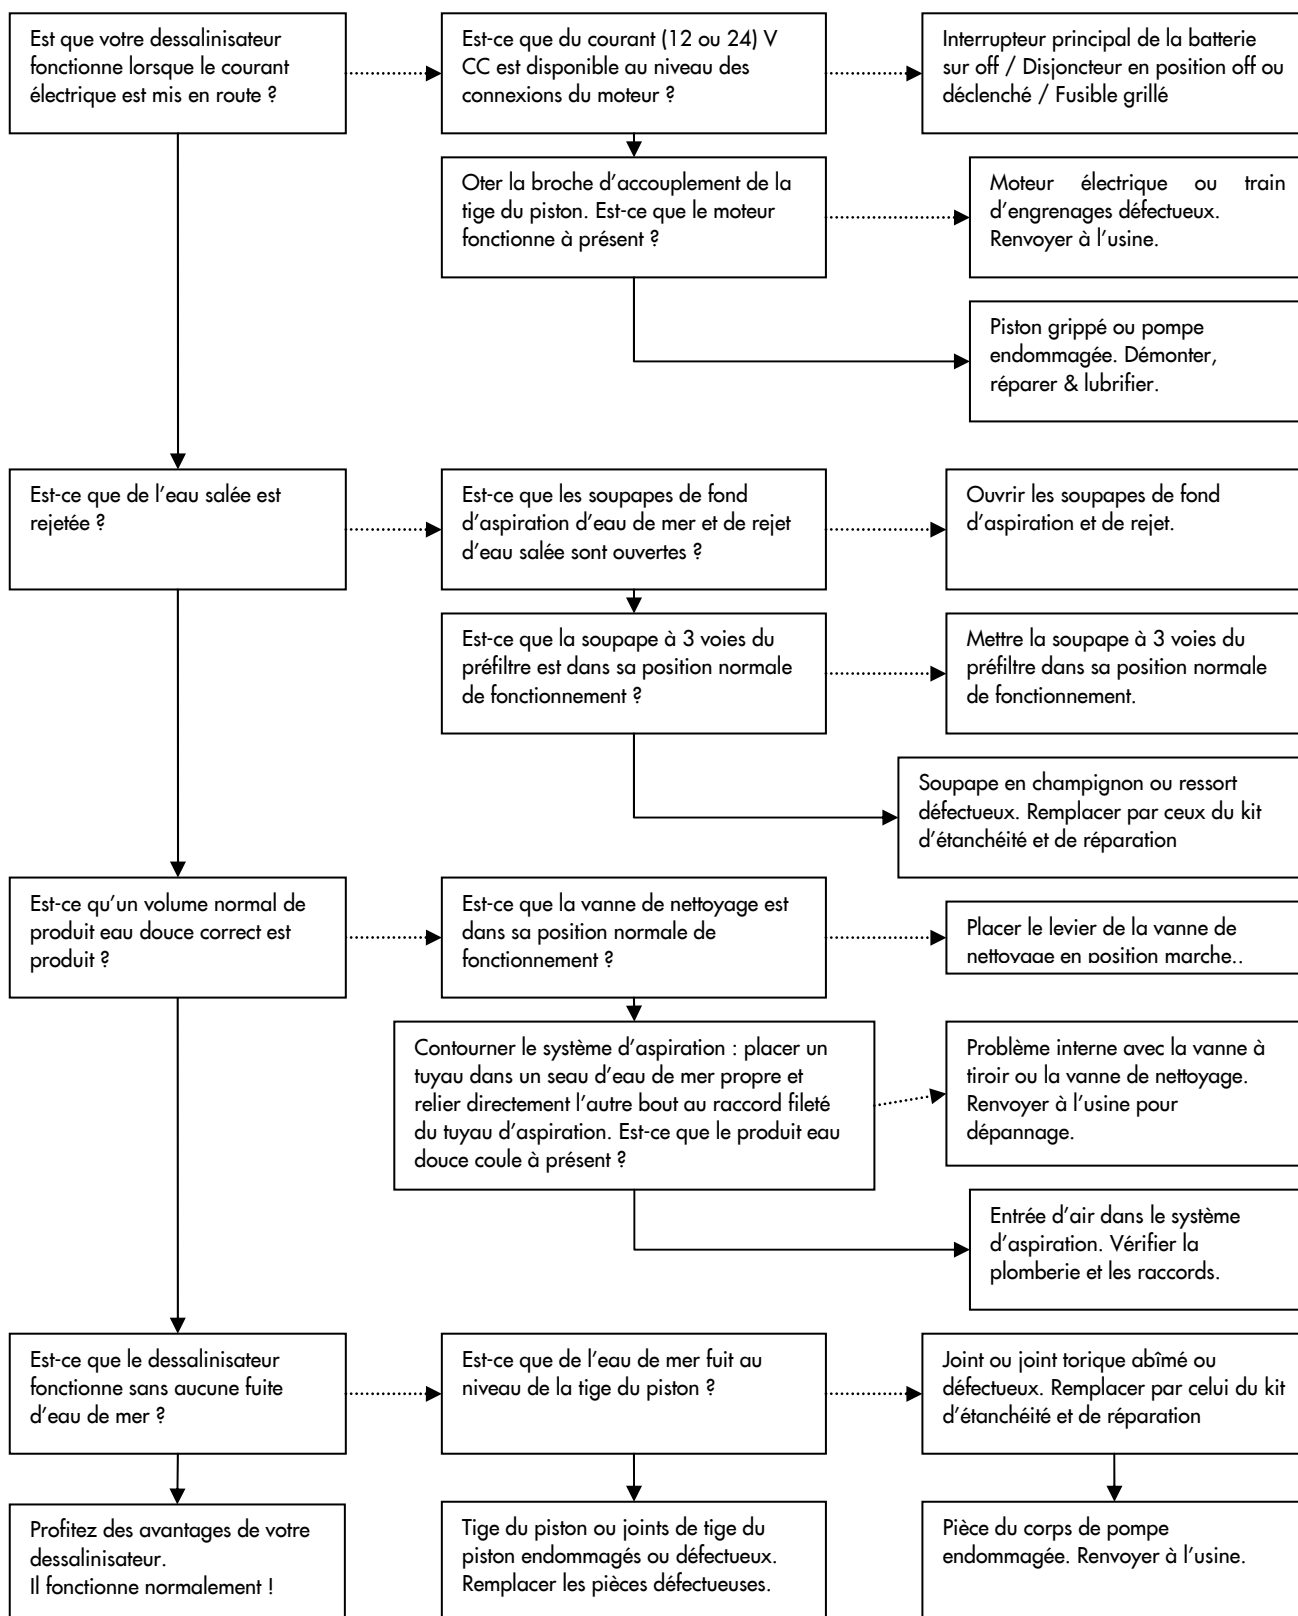 Est que votre dessalinisateur
fonctionne lorsque le courant
électrique est mis en route ?
Est-ce que du courant (12 ou 24) V
CC est disponible au niveau des
connexions du moteur ?
Interrupteur principal de la batterie
sur off / Disjoncteur en position off ou
déclenché / Fusible grillé
Oter la broche d’accouplement de la
tige du piston. Est-ce que le moteur
fonctionne à présent ?
Moteur électrique ou train
d’engrenages défectueux.
Renvoyer à l’usine.
Piston grippé ou pompe
endommagée. Démonter,
réparer & lubrifier.
Est-ce que de l’eau salée est
rejetée ?
Est-ce que les soupapes de fond
d’aspiration d’eau de mer et de rejet
d’eau salée sont ouvertes ?
Ouvrir les soupapes de fond
d’aspiration et de rejet.
Est-ce que la soupape à 3 voies du
préfiltre est dans sa position normale
de fonctionnement ?
Mettre la soupape à 3 voies du
préfiltre dans sa position normale
de fonctionnement.
Soupape en champignon ou ressort
défectueux. Remplacer par ceux du kit
d’étanchéité et de réparation
Est-ce qu’un volume normal de
produit eau douce correct est
produit ?
Est-ce que la vanne de nettoyage est
dans sa position normale de
fonctionnement ?
Placer le levier de la vanne de
nettoyage en position marche..
Contourner le système d’aspiration : placer un
tuyau dans un seau d’eau de mer propre et
relier directement l’autre bout au raccord fileté
du tuyau d’aspiration. Est-ce que le produit eau
douce coule à présent ?
Problème interne avec la vanne à
tiroir ou la vanne de nettoyage.
Renvoyer à l’usine pour
dépannage.
Entrée d’air dans le système
d’aspiration. Vérifier la
plomberie et les raccords.
Est-ce que le dessalinisateur
fonctionne sans aucune fuite
d’eau de mer ?
Est-ce que de l’eau de mer fuit au
niveau de la tige du piston ?
Joint ou joint torique abîmé ou
défectueux. Remplacer par celui du kit
d’étanchéité et de réparation
Profitez des avantages de votre
dessalinisateur.
Il fonctionne normalement !
Tige du piston ou joints de tige du
piston endommagés ou défectueux.
Remplacer les pièces défectueuses.
Pièce du corps de pompe
endommagée. Renvoyer à l’usine.